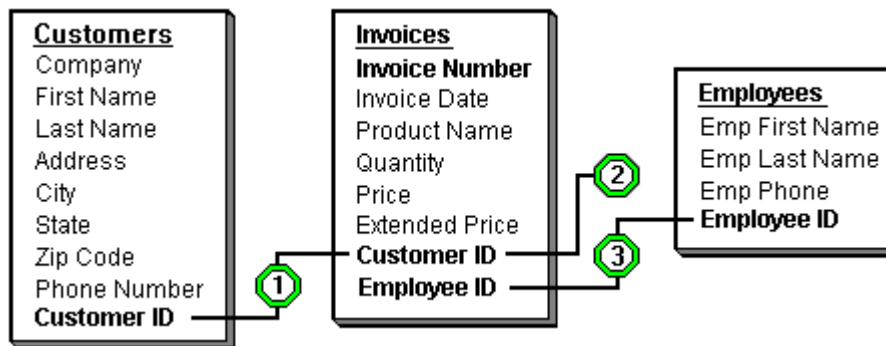 Customers
Company
First Name
Last Name
Address
City
State
Zip Code
Phone Number
Customer ID
1
Invoices
Invoice Number
Invoice Date
Product Name
Quantity
Price
Extended Price
Customer ID
Employee ID
2
3
Employees
Emp First Name
Emp Last Name
Emp Phone
Employee ID